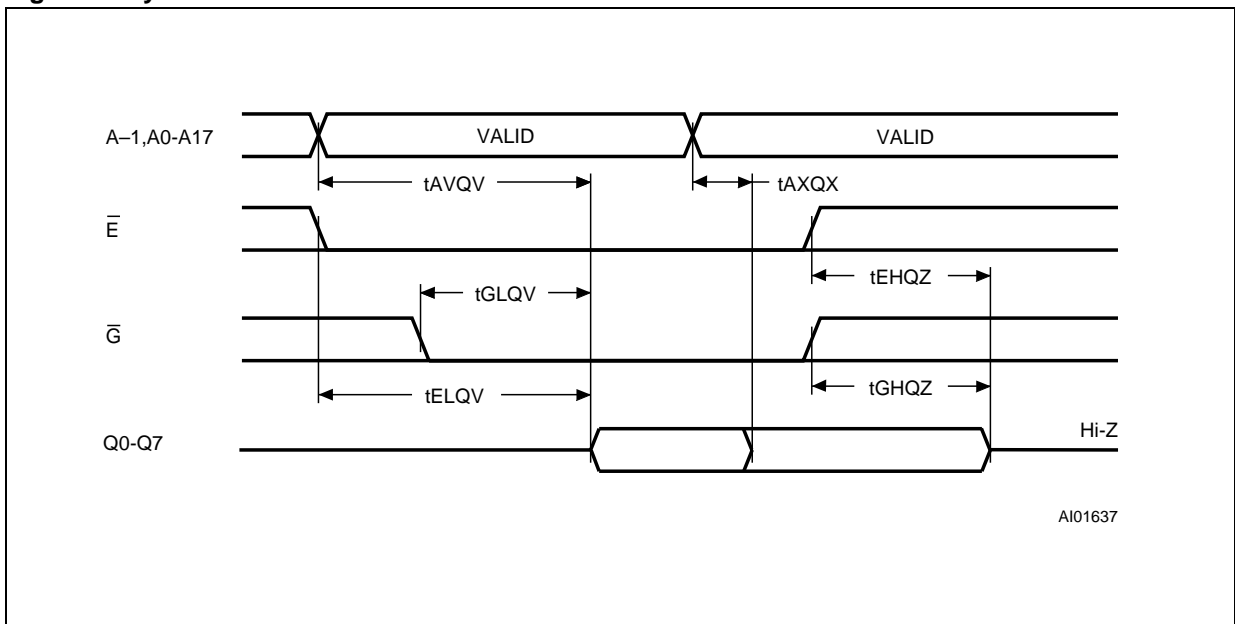 A–1,A0-A17
VALID
VALID
tAVQV
tAXQX
E̅
tEHQZ
tGLQV
G̅
tGHQZ
tELQV
Q0-Q7
Hi-Z
AI01637